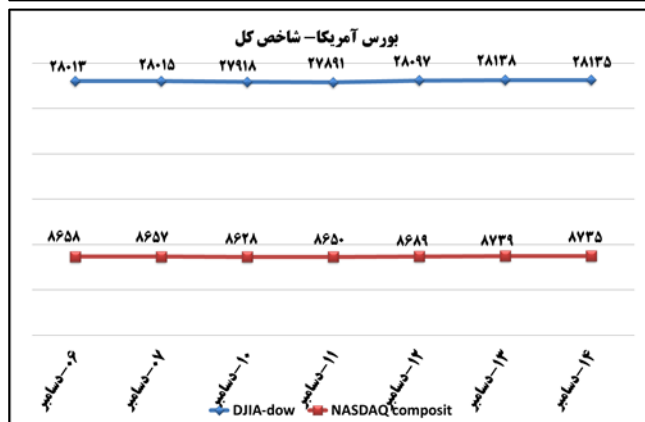 بورس آمریکا– شاخص کل
۲۸۰۱۳ ۲۸۰۱۵ ۲۷۹۱۸ ۲۷۸۹۱ ۲۸۰۹۷ ۲۸۱۳۸ ۲۸۱۳۵
۸۶۵۸ ۸۶۵۷ ۸۶۲۸ ۸۶۵۰ ۸۶۸۹ ۸۷۳۹ ۸۷۳۵
۰۶–دسامبر ۰۷–دسامبر ۱۰–دسامبر ۱۱–دسامبر ۱۲–دسامبر ۱۳–دسامبر ۱۴–دسامبر
DJIA-dow NASDAQ composit